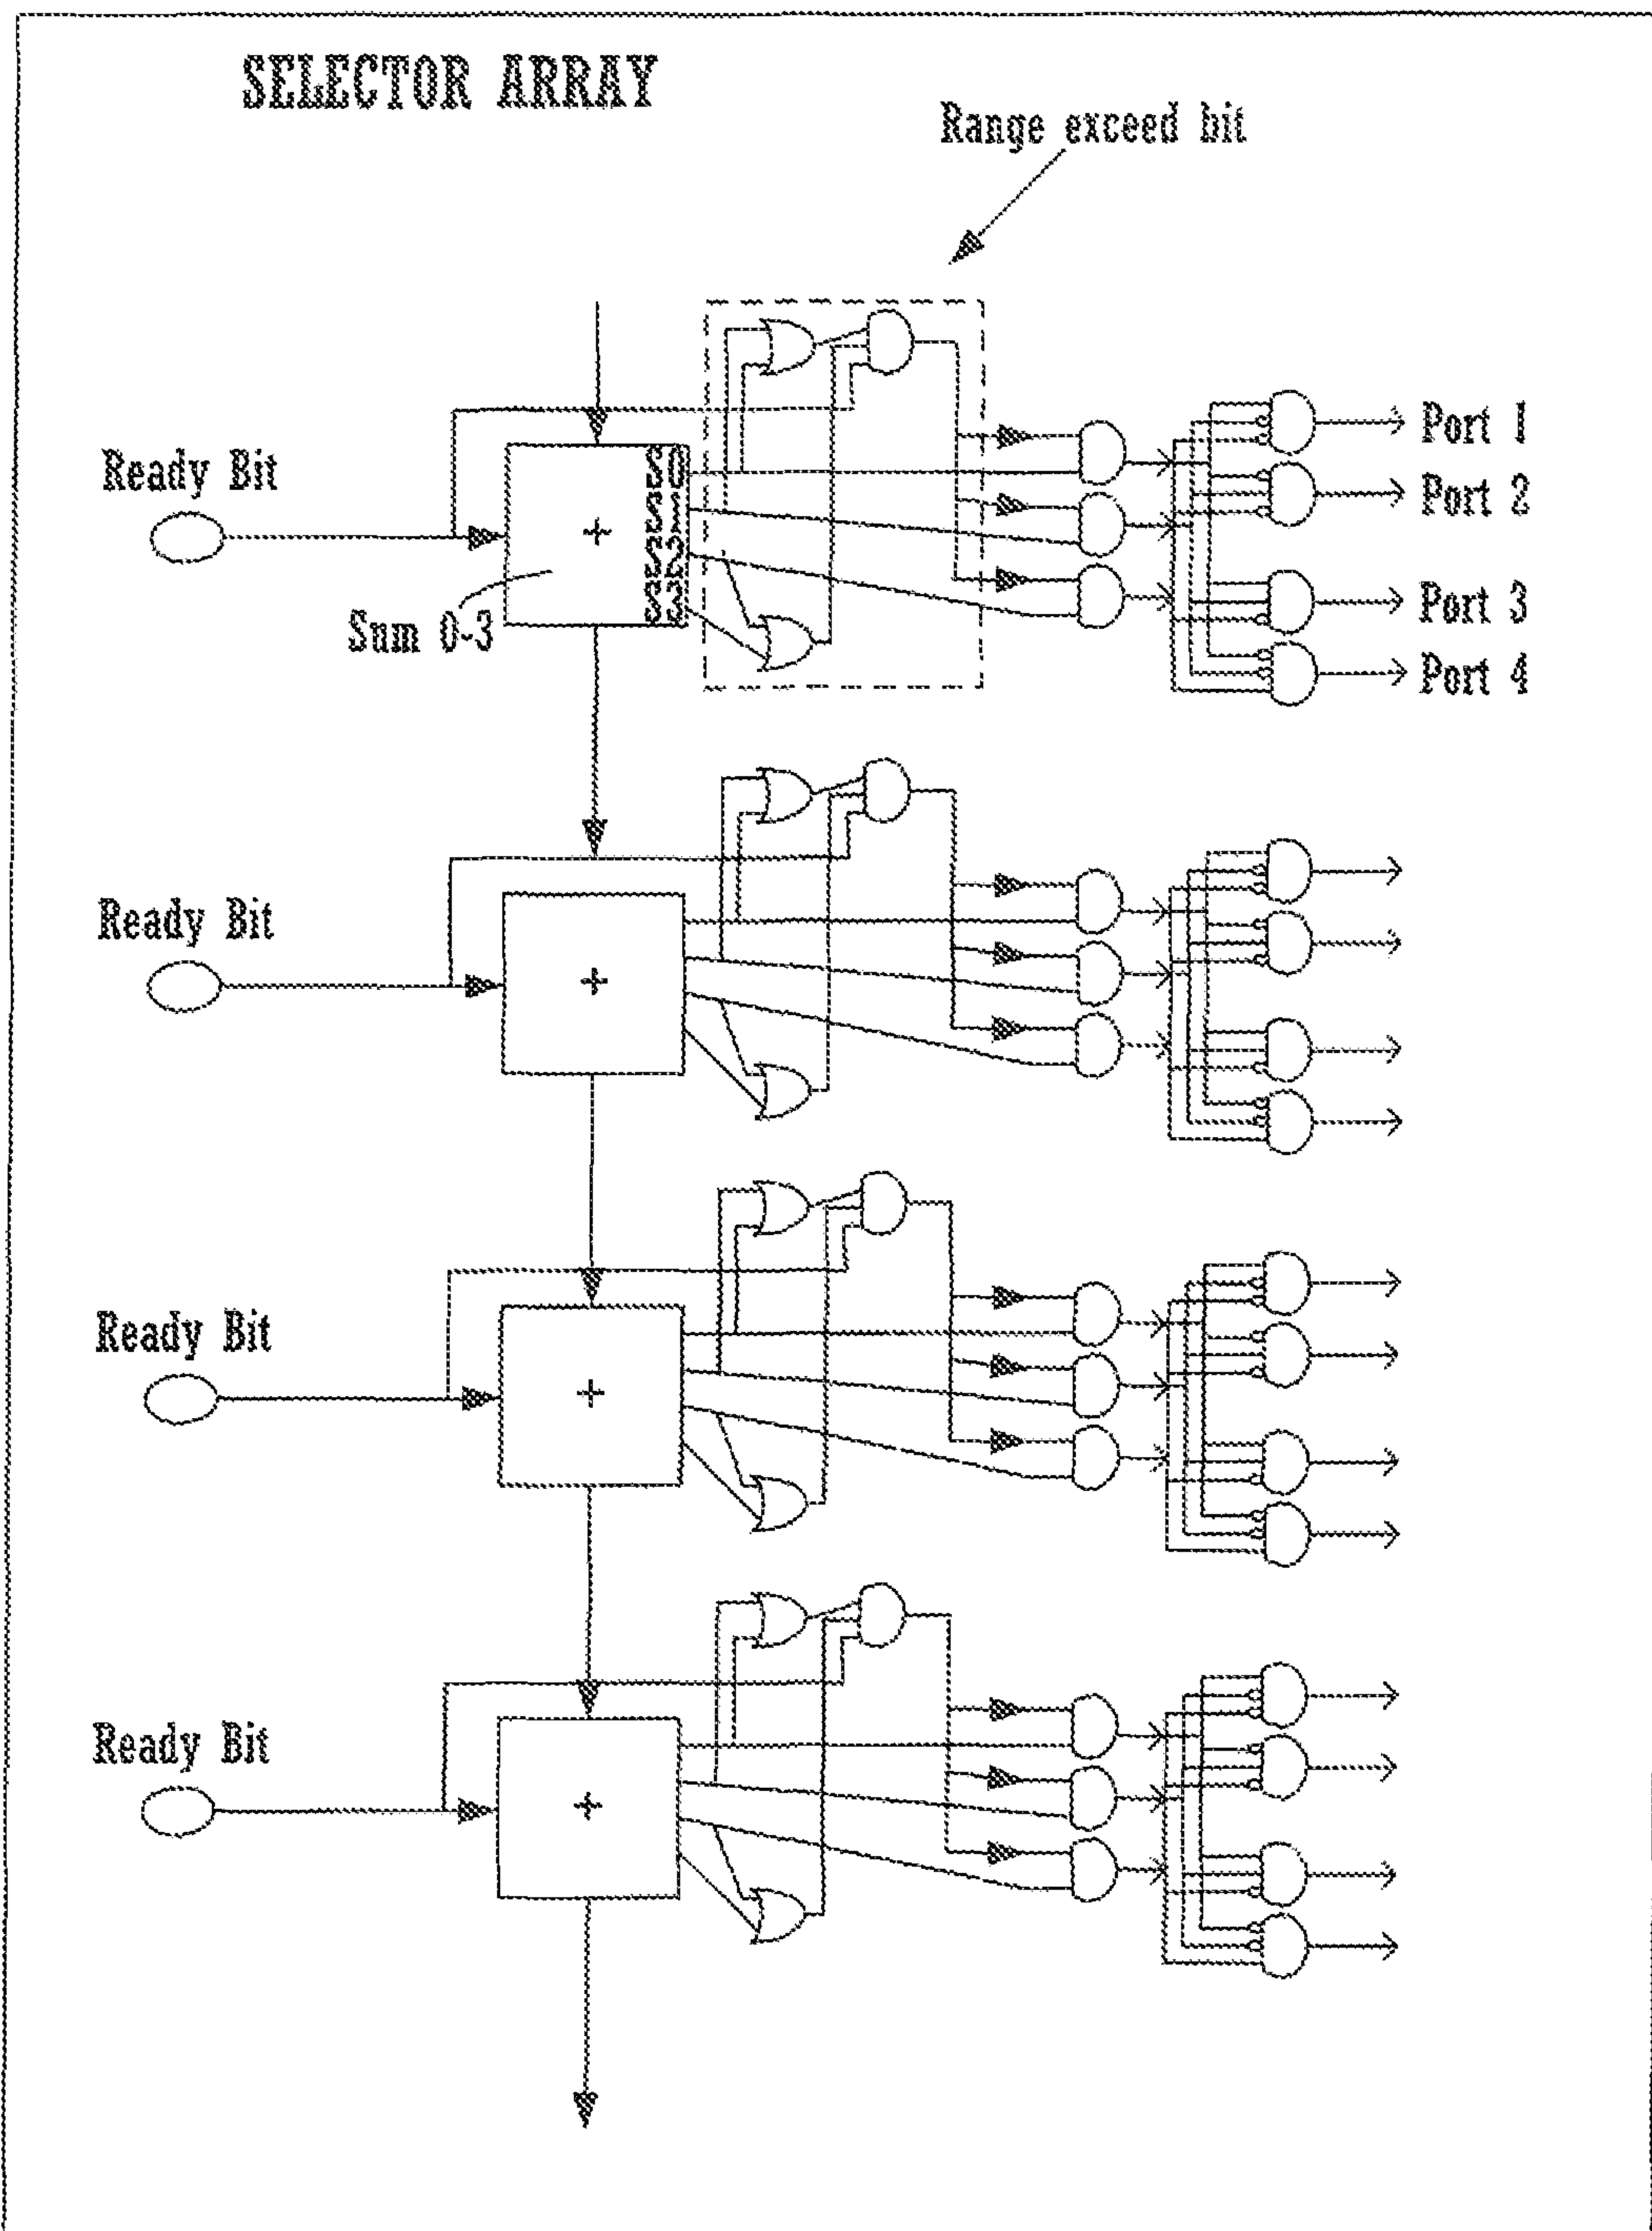 SELECTOR ARRAY
Range exceed bit
Ready Bit
+
S0
S1
S2
S3
Sum 0-3
Port 1
Port 2
Port 3
Port 4
Ready Bit
+
Ready Bit
+
Ready Bit
+